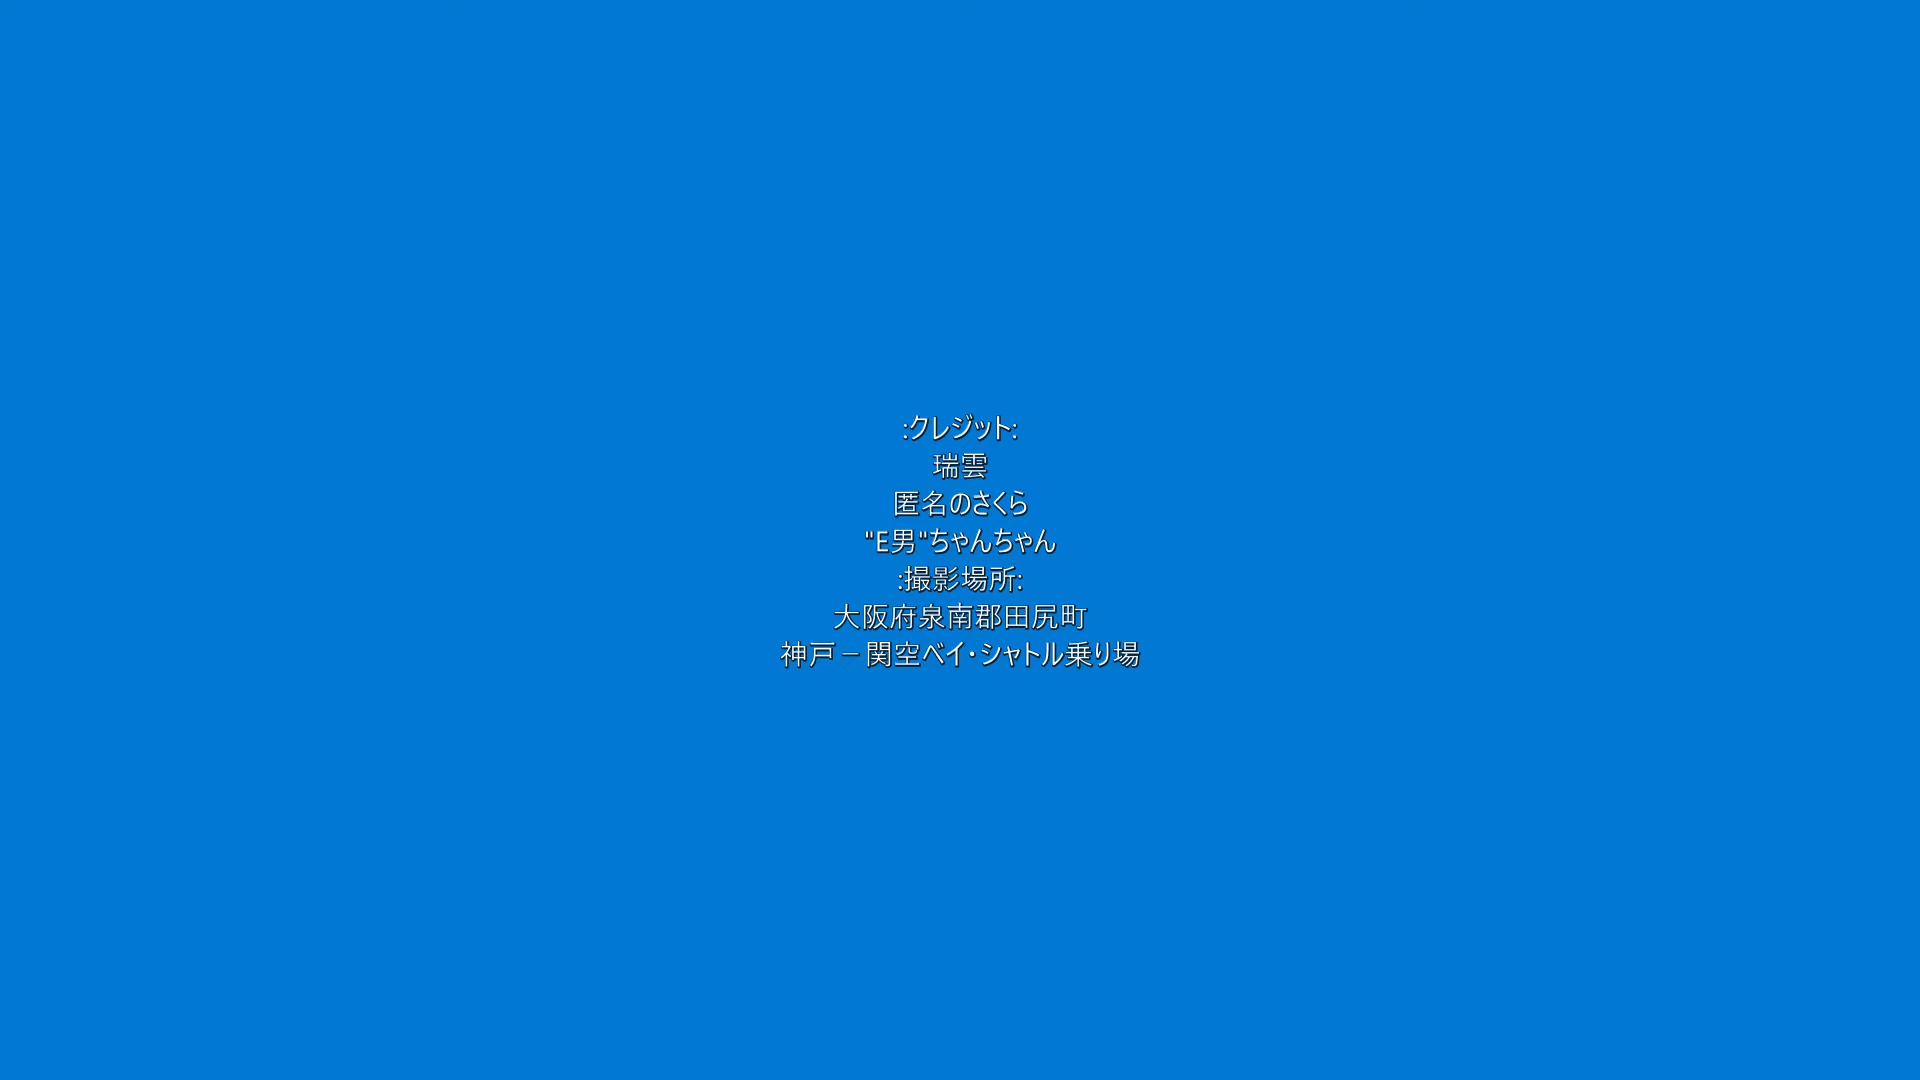 :クレジット:
瑞雲
匿名のさくら
"E男"ちゃんちゃん
:撮影場所:
大阪府泉南郡田尻町
神戸－関空ベイ・シャトル乗り場